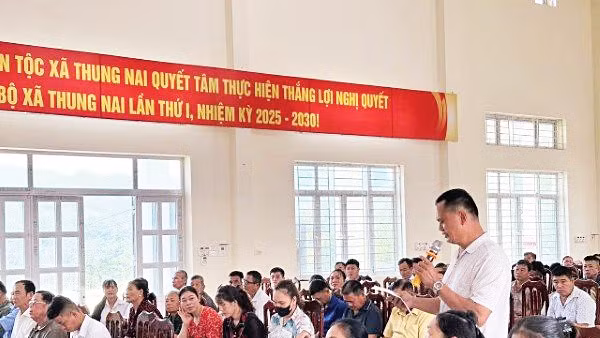 N TỘC XÃ THUNG NAI QUYẾT TÂM THỰC HIỆN THẮNG LỢI NGHỊ QUYẾT
BỘ XÃ THUNG NAI LẦN THỨ I, NHIỆM KỲ 2025 - 2030!